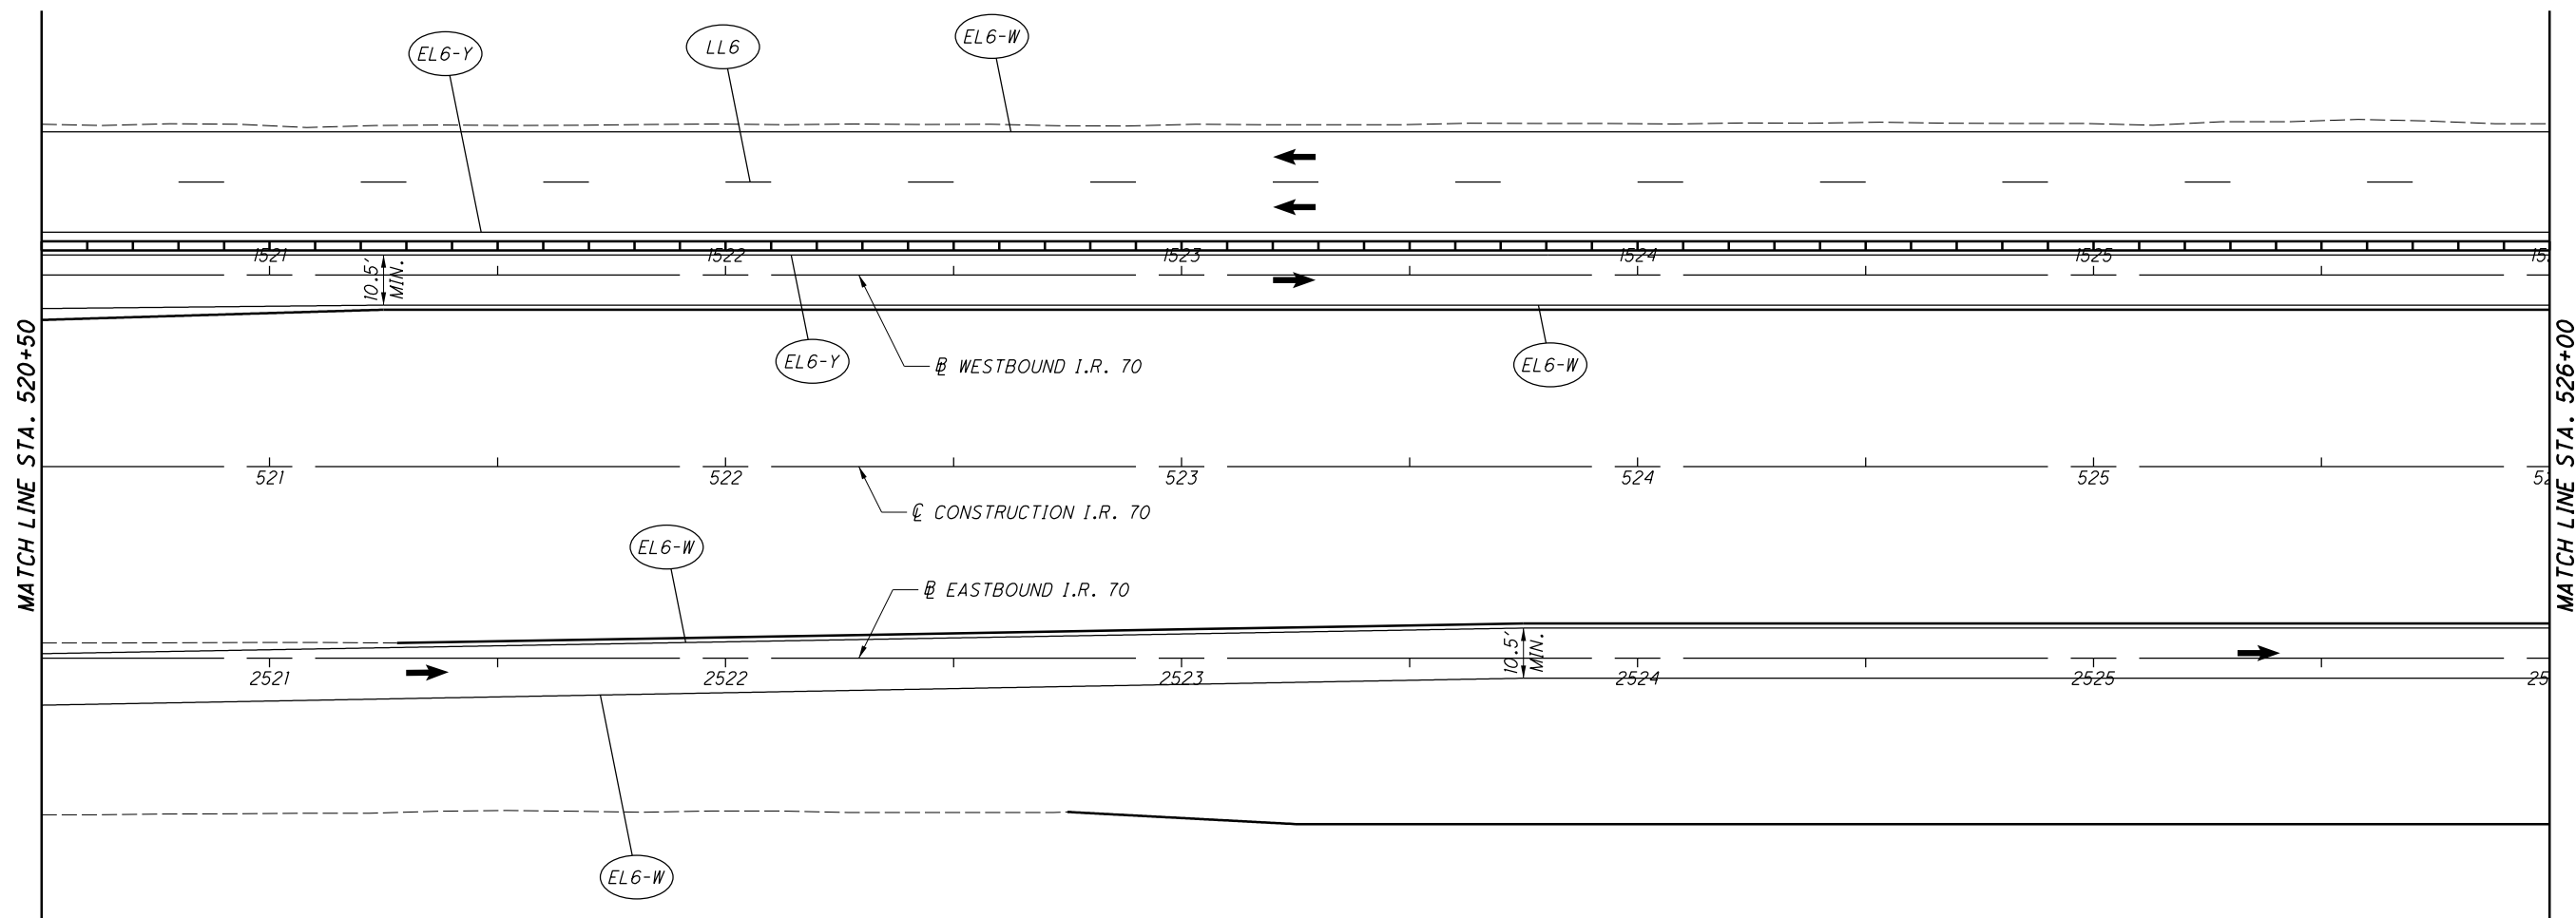 EL6-Y
LL6
EL6-W
1521
1522
1523
1524
1525
10.5' MIN.
EL6-Y
℄ WESTBOUND I.R. 70
EL6-W
MATCH LINE STA. 520+50
MATCH LINE STA. 526+00
521
522
523
524
525
52
℄ CONSTRUCTION I.R. 70
EL6-W
EASTBOUND I.R. 70
10.5' MIN.
2521
2522
2523
2524
2525
25
EL6-W